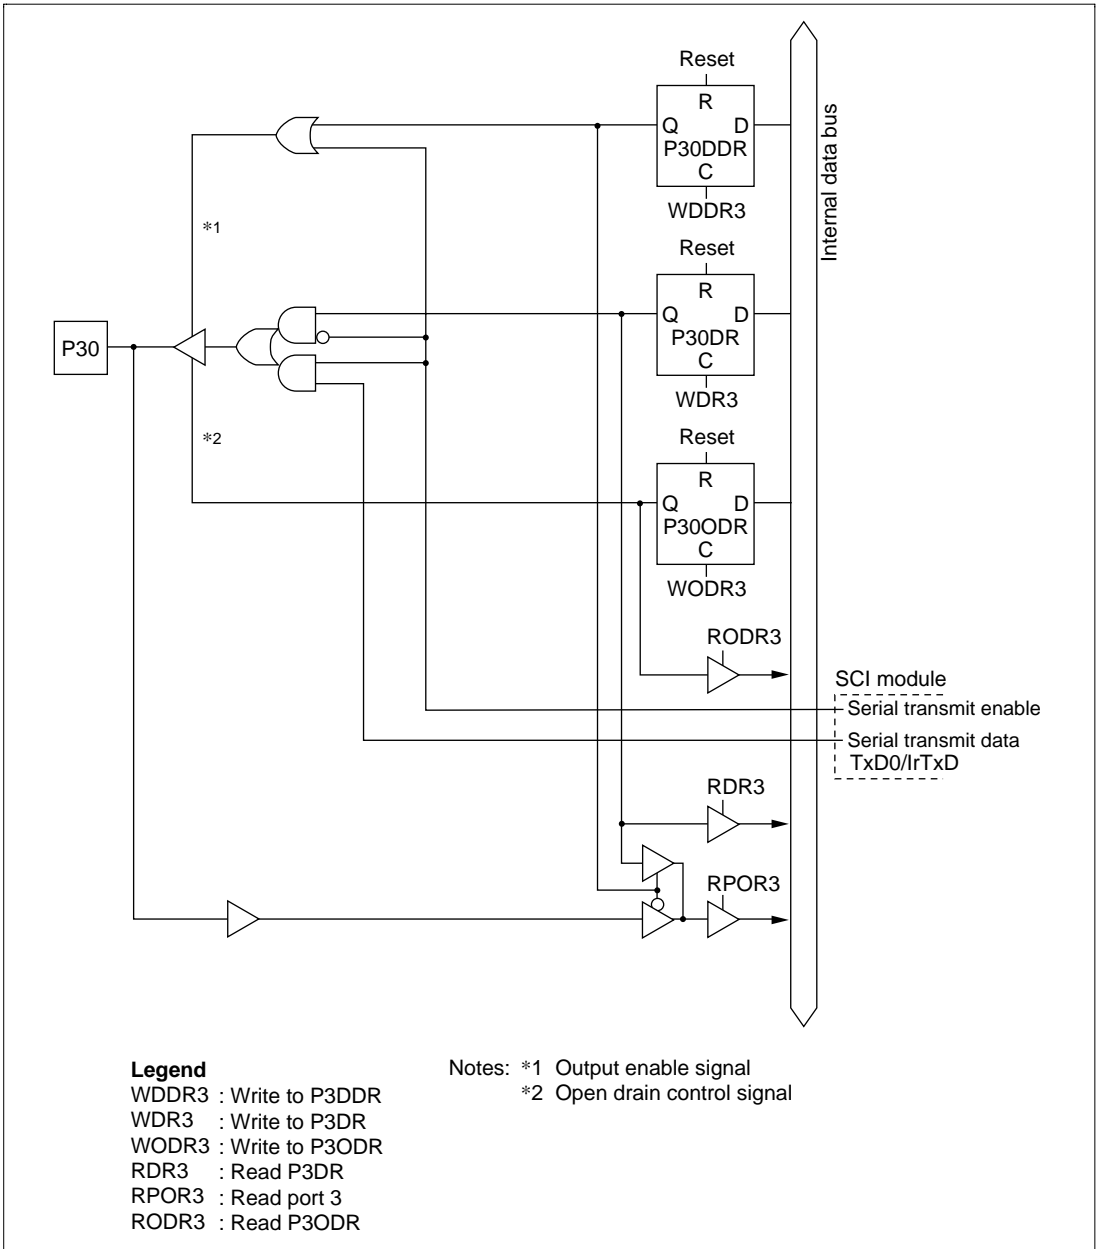 Reset
R
Q D
P30DDR
C
WDDR3
Internal data bus
*1
Reset
R
Q D
P30DR
C
WDR3
P30
*2
Reset
R
Q D
P30ODR
C
WODR3
RODR3
SCI module
Serial transmit enable
Serial transmit data
TxD0/IrTxD
RDR3
RPOR3
Legend
WDDR3 : Write to P3DDR
WDR3 : Write to P3DR
WODR3 : Write to P3ODR
RDR3 : Read P3DR
RPOR3 : Read port 3
RODR3 : Read P3ODR
Notes: *1 Output enable signal
*2 Open drain control signal